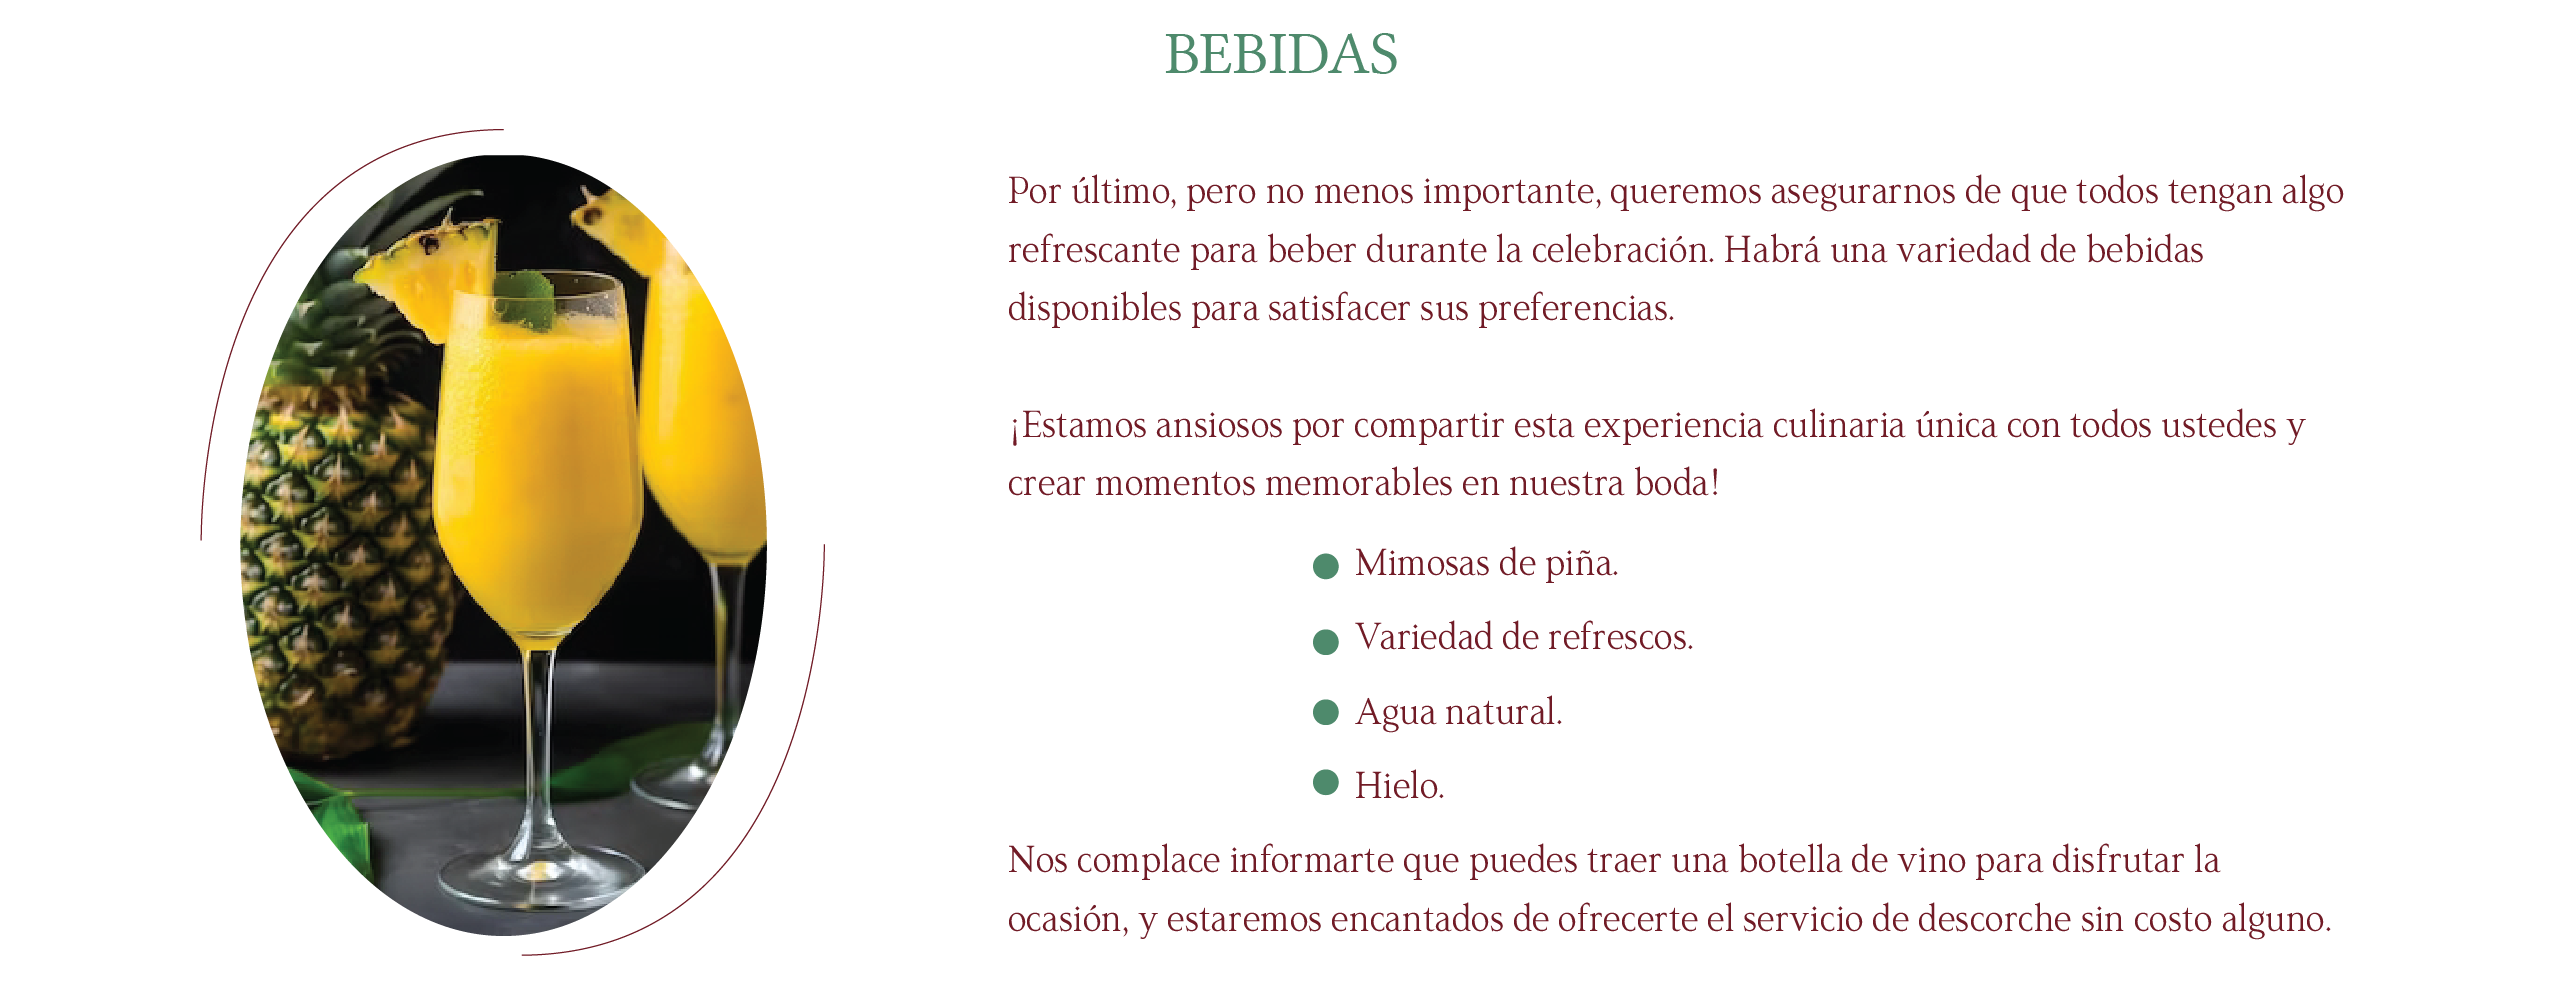 BEBIDAS
Por último, pero no menos importante, queremos asegurarnos de que todos tengan algo
refrescante para beber durante la celebración. Habrá una variedad de bebidas
disponibles para satisfacer sus preferencias.
¡Estamos ansiosos por compartir esta experiencia culinaria única con todos ustedes y
crear momentos memorables en nuestra boda!
● Mimosas de piña.
● Variedad de refrescos.
● Agua natural.
● Hielo.
Nos complace informarte que puedes traer una botella de vino para disfrutar la
ocasión, y estaremos encantados de ofrecerte el servicio de descorche sin costo alguno.